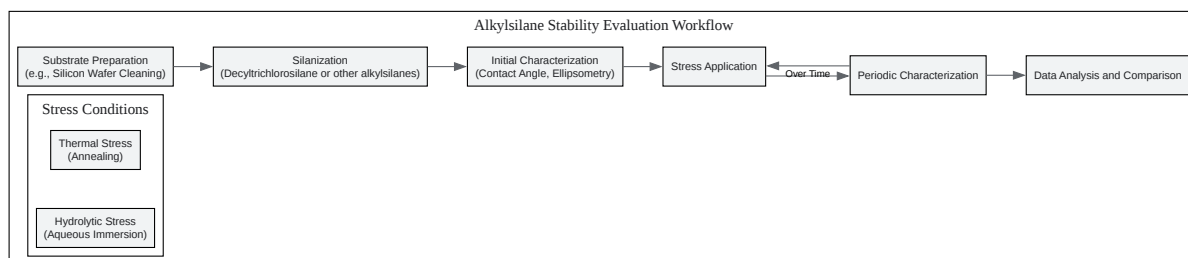 Alkylsilane Stability Evaluation Workflow
Substrate Preparation
(e.g., Silicon Wafer Cleaning)
Silanization
(Decyltrichlorosilane or other alkylsilanes)
Initial Characterization
(Contact Angle, Ellipsometry)
Stress Application
Over Time
Periodic Characterization
Data Analysis and Comparison
Stress Conditions
Thermal Stress
(Annealing)
Hydrolytic Stress
(Aqueous Immersion)